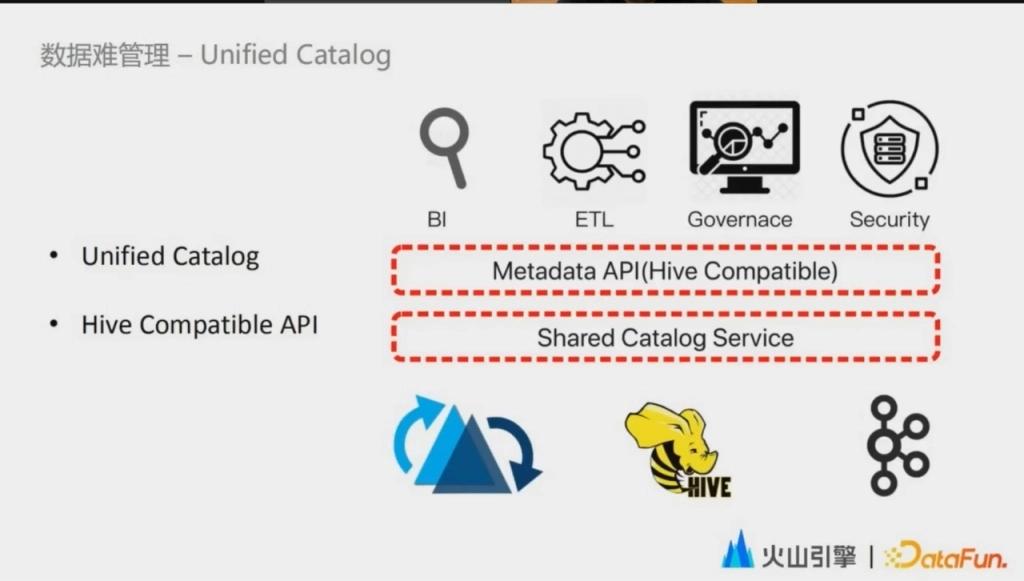 数据难管理 – Unified Catalog
BI
ETL
Governace
Security
• Unified Catalog
• Hive Compatible API
Metadata API(Hive Compatible)
Shared Catalog Service
HIVE
火山引擎 | DataFun.